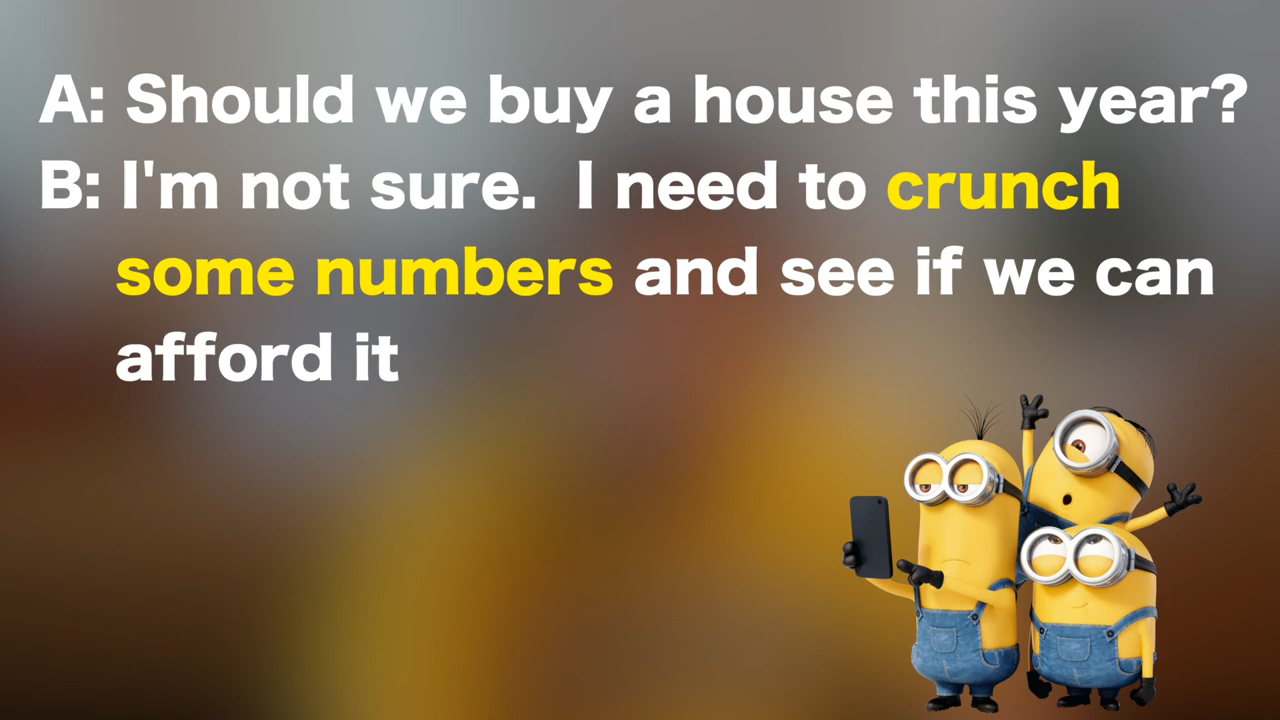 A: Should we buy a house this year?
B: I'm not sure.  I need to crunch
some numbers and see if we can
afford it